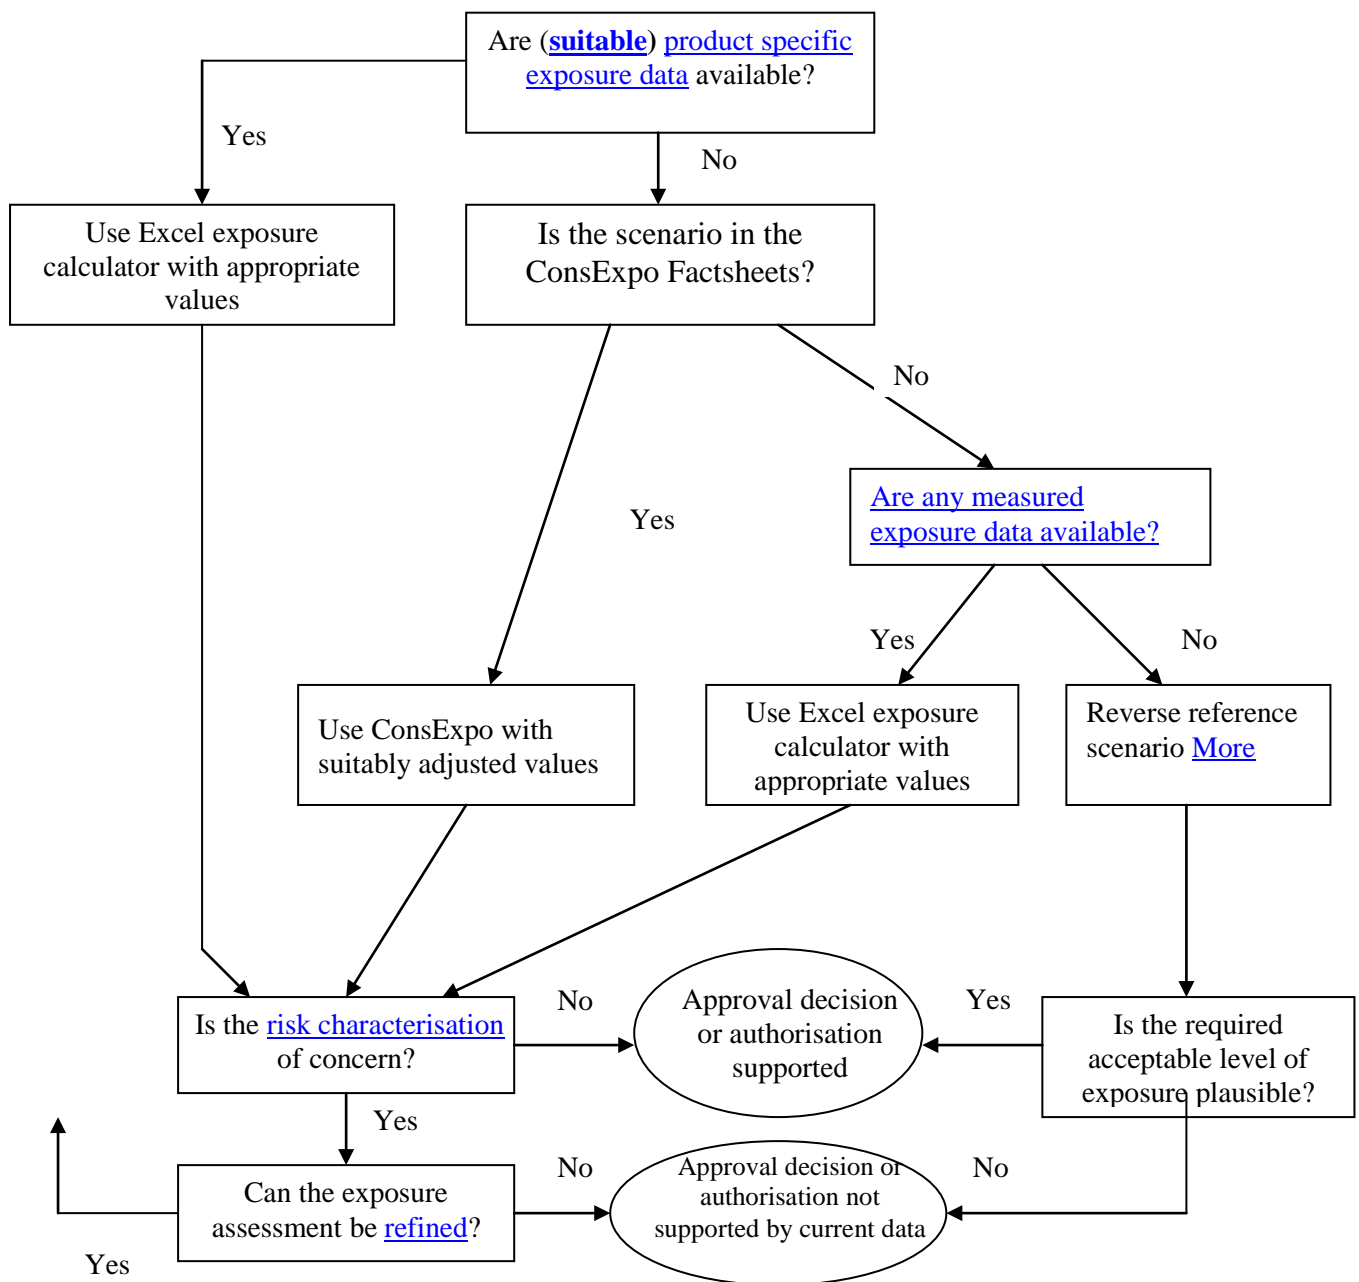 Are (suitable) product specific
exposure data available?
Yes
No
Use Excel exposure
calculator with appropriate
values
Is the scenario in the
ConsExpo Factsheets?
No
Yes
Are any measured
exposure data available?
Yes
No
Use ConsExpo with
suitably adjusted values
Use Excel exposure
calculator with
appropriate values
Reverse reference
scenario More
Is the risk characterisation
of concern?
No
Approval decision
or authorisation
supported
Yes
Is the required
acceptable level of
exposure plausible?
Yes
Can the exposure
assessment be refined?
No
Approval decision or
authorisation not
supported by current data
No
Yes